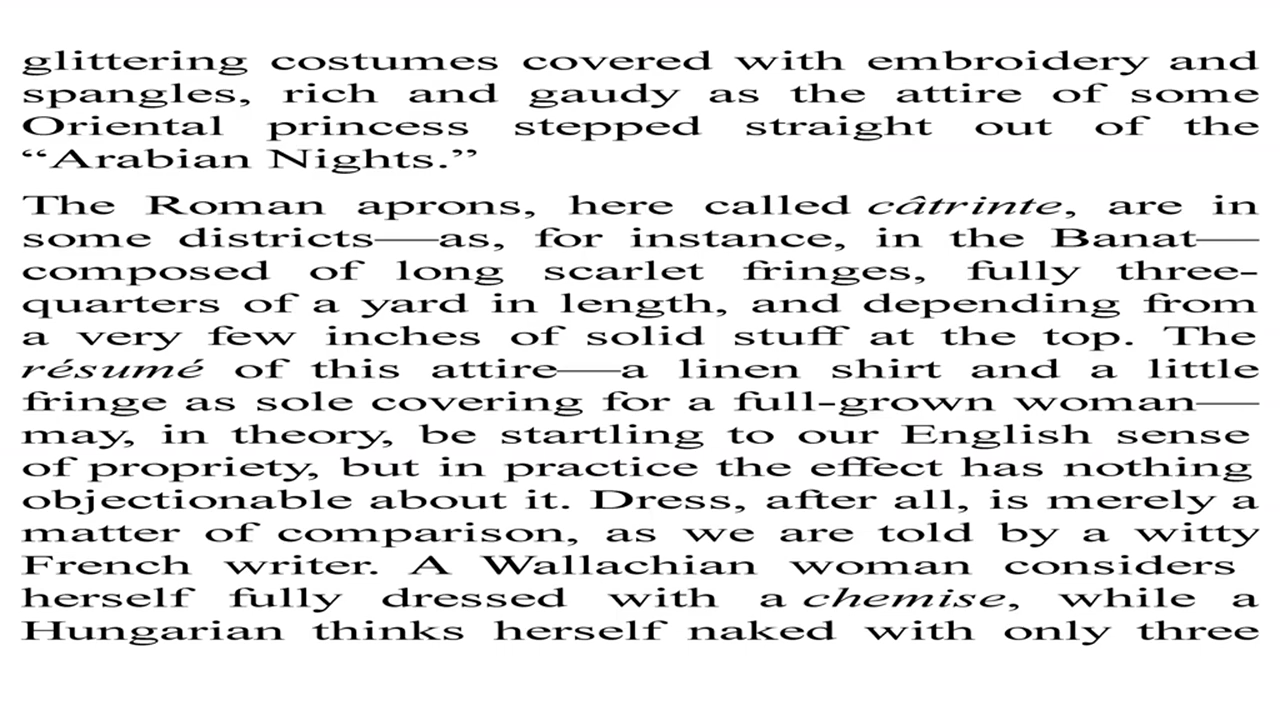 glittering costumes covered with embroidery and
spangles, rich and gaudy as the attire of some
Oriental princess stepped straight out of the
“Arabian Nights.”
The Roman aprons, here called câtrinte, are in
some districts—as, for instance, in the Banat—
composed of long scarlet fringes, fully three-
quarters of a yard in length, and depending from
a very few inches of solid stuff at the top. The
résumé of this attire—a linen shirt and a little
fringe as sole covering for a full-grown woman—
may, in theory, be startling to our English sense
of propriety, but in practice the effect has nothing
objectionable about it. Dress, after all, is merely a
matter of comparison, as we are told by a witty
French writer. A Wallachian woman considers
herself fully dressed with a chemise, while a
Hungarian thinks herself naked with only three